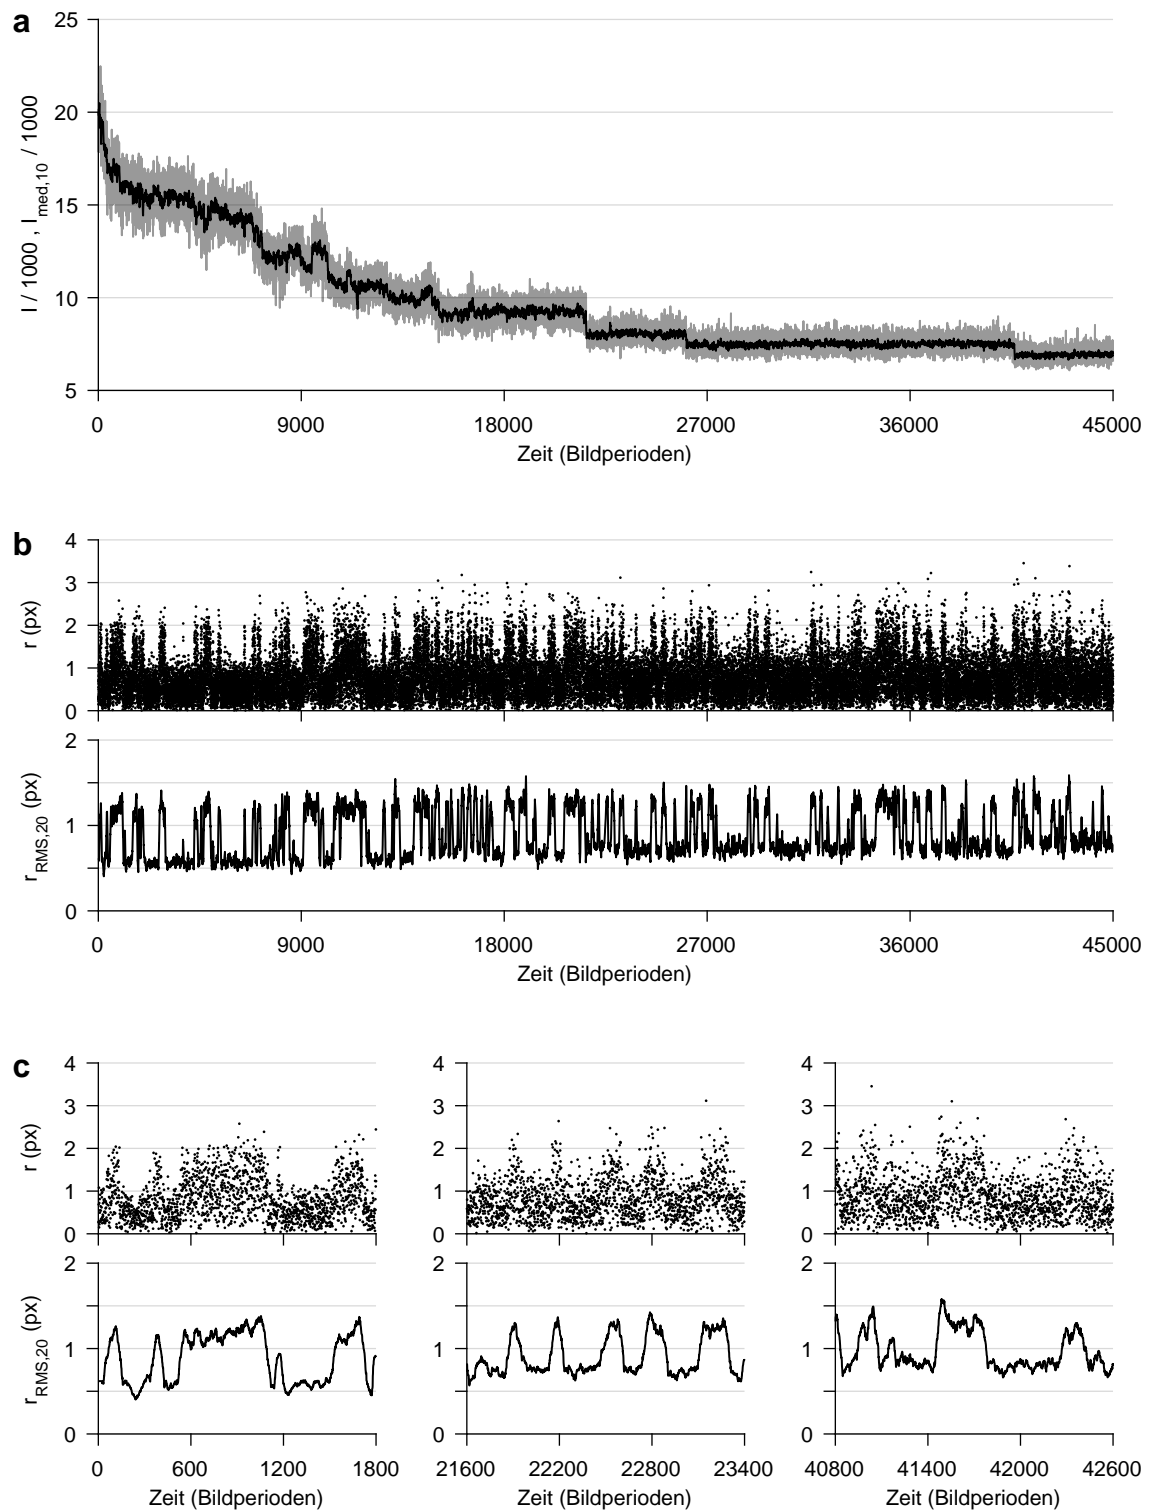 a
25
20
15
10
5
I / 1000 , I_med,10 / 1000
0 9000 18000 27000 36000 45000
Zeit (Bildperioden)
b
4
3
2
1
0
r (px)
2
1
0
r_RMS,20 (px)
0 9000 18000 27000 36000 45000
Zeit (Bildperioden)
c
4 4 4
3 3 3
2 2 2
1 1 1
0 0 0
r (px)
2 2 2
1 1 1
0 0 0
r_RMS,20 (px)
0 600 1200 1800 21600 22200 22800 23400 40800 41400 42000 42600
Zeit (Bildperioden) Zeit (Bildperioden) Zeit (Bildperioden)